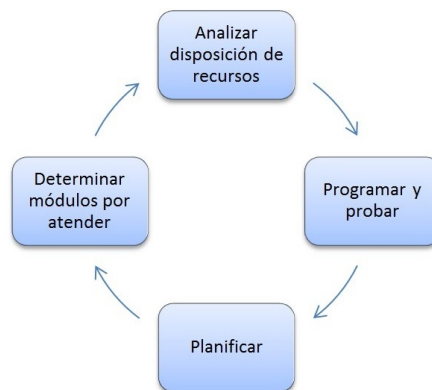 Analizar
disposición de
recursos
Programar y
probar
Planificar
Determinar
módulos por
atender